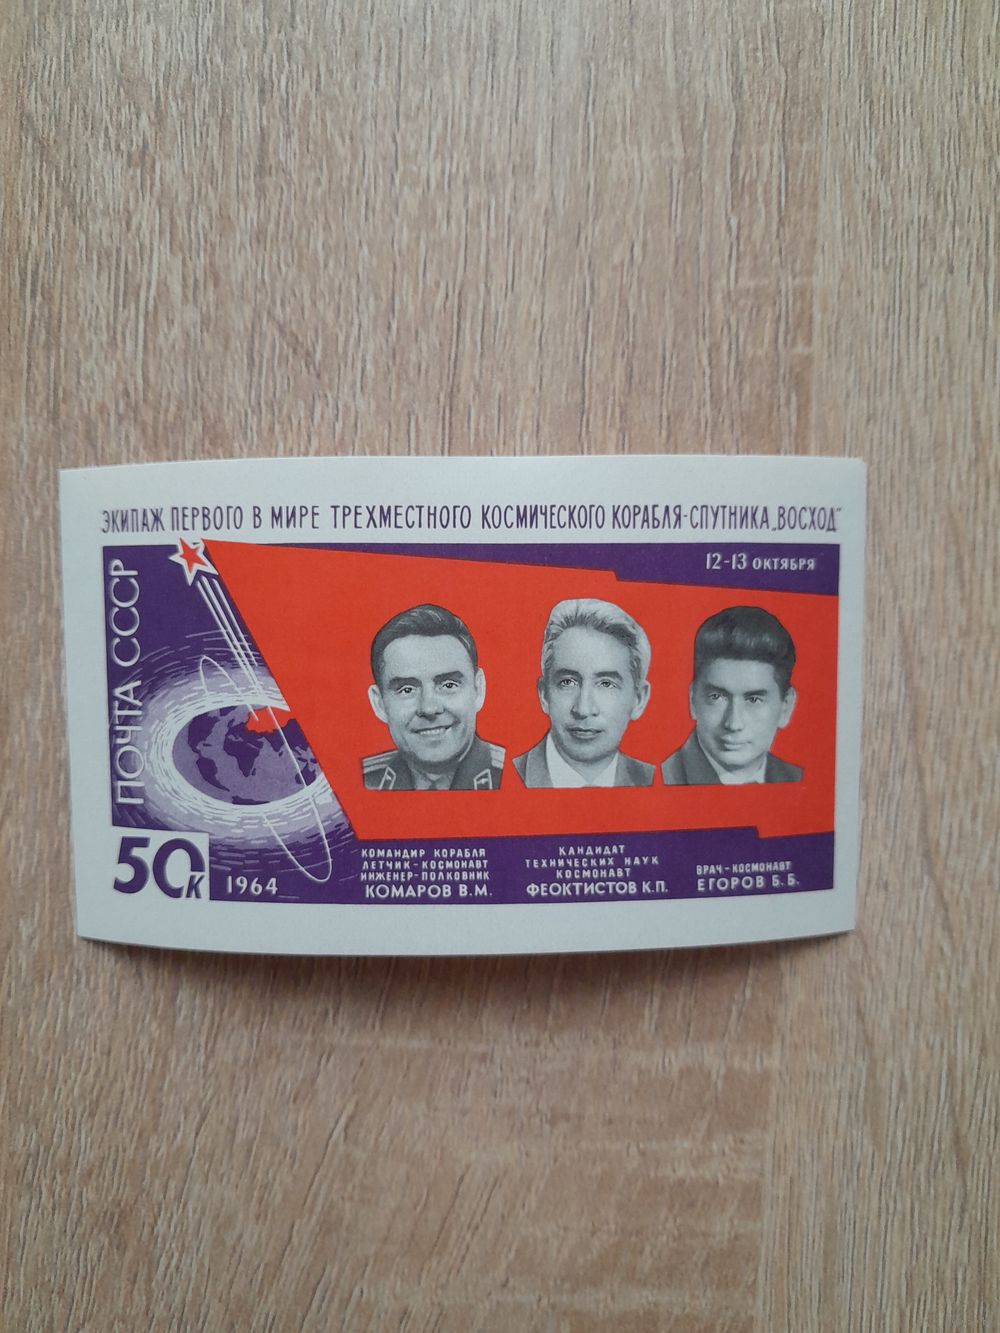 ЭКИПАЖ ПЕРВОГО В МИРЕ ТРЕХМЕСТНОГО КОСМИЧЕСКОГО КОРАБЛЯ-СПУТНИКА „ВОСХОД"
12-13 ОКТЯБРЯ
ПОЧТА СССР
50К
1964
КОМАНДИР КОРАБЛЯ
ЛЕТЧИК-КОСМОНАВТ
ИНЖЕНЕР-ПОЛКОВНИК
КОМАРОВ В.М.
КАНДИДАТ
ТЕХНИЧЕСКИХ НАУК
КОСМОНАВТ
ФЕОКТИСТОВ К.П.
ВРАЧ-КОСМОНАВТ
ЕГОРОВ Б.Б.